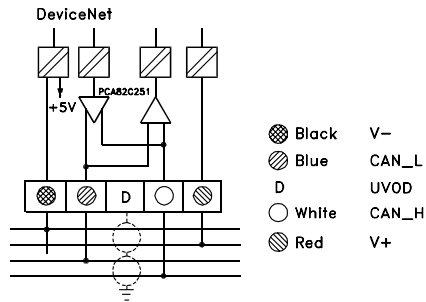 DeviceNet
PCA82C251
+5V
D
Black V-
Blue CAN_L
D UVOD
White CAN_H
Red V+